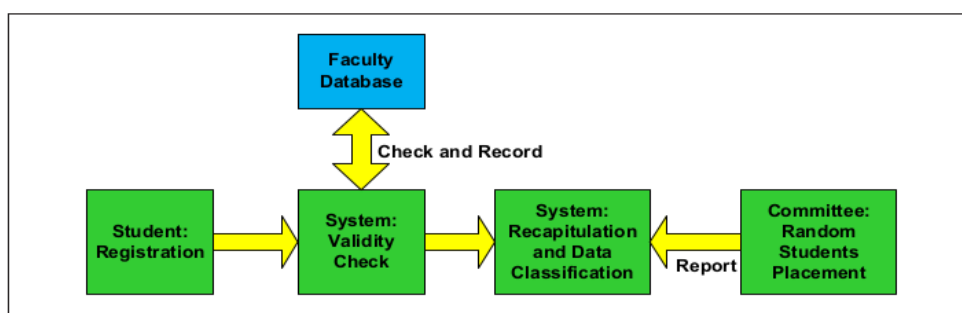 Faculty
Database
Check and Record
Student:
Registration
System:
Validity
Check
System:
Recapitulation
and Data
Classification
Report
Committee:
Random
Students
Placement